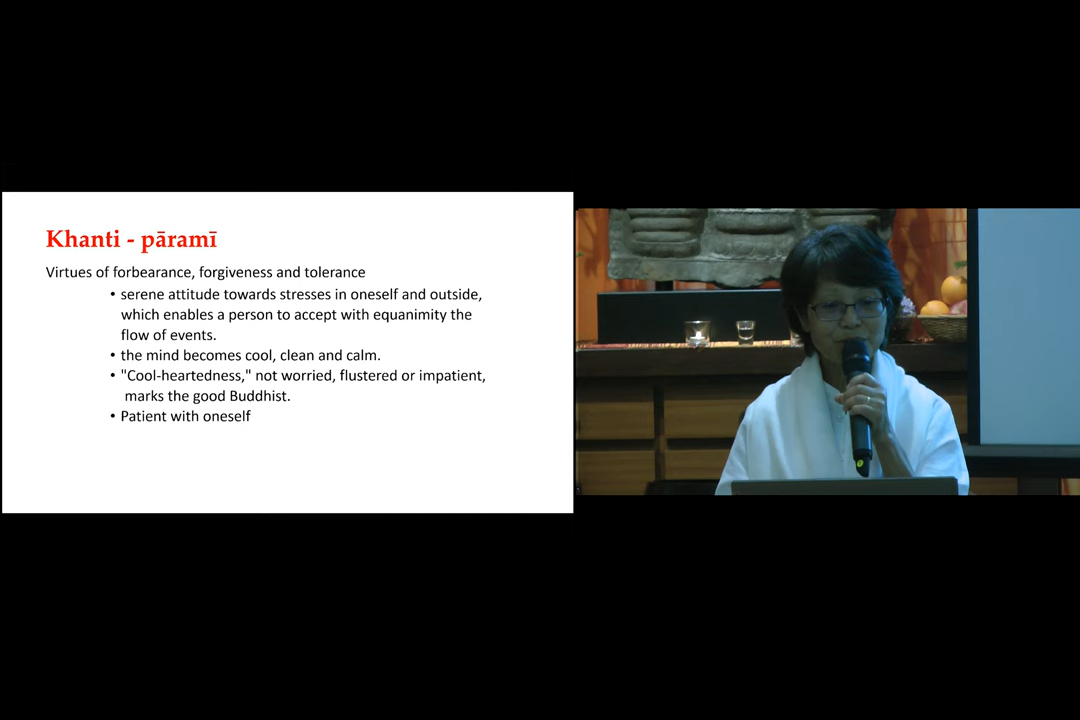 Khanti - pāramī
Virtues of forbearance, forgiveness and tolerance
• serene attitude towards stresses in oneself and outside,
which enables a person to accept with equanimity the
flow of events.
• the mind becomes cool, clean and calm.
• "Cool-heartedness," not worried, flustered or impatient,
marks the good Buddhist.
• Patient with oneself